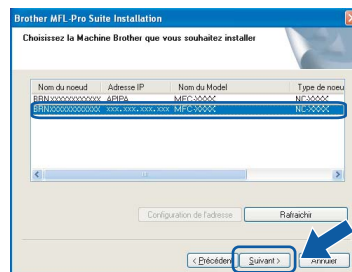 Brother MFL-Pro Suite Installation
Choisissez la Machine Brother que vous souhaitez installer
Nom du noeud Adresse IP Nom du Model Type de noeu
BRNXXXXXXXXXXXX APIPA MFC-XXXX NC-XXXX
BRNXXXXXXXXXXXX xxx.xxx.xxx.xxx MFC-XXXX NC-XXXX
Configuration de l'adresse Rafraichir
< Précédent Suivant > Annuler